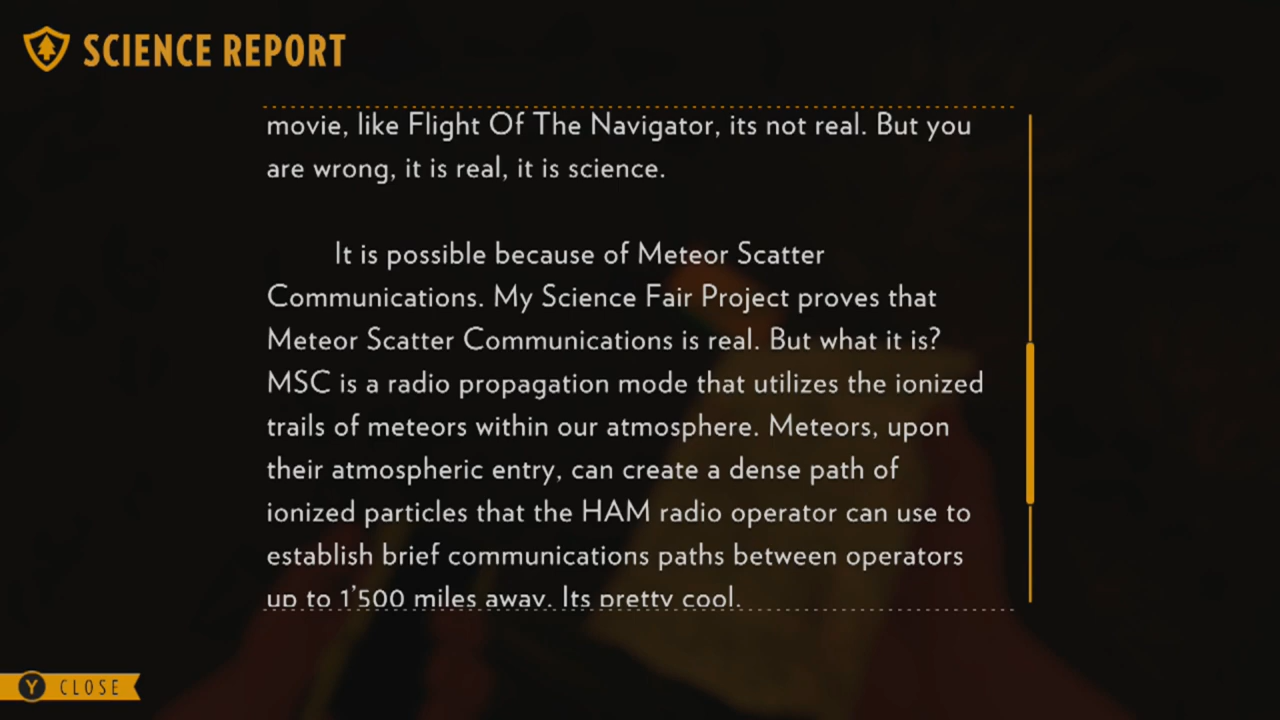 SCIENCE REPORT
movie, like Flight Of The Navigator, its not real. But you
are wrong, it is real, it is science.
It is possible because of Meteor Scatter
Communications. My Science Fair Project proves that
Meteor Scatter Communications is real. But what it is?
MSC is a radio propagation mode that utilizes the ionized
trails of meteors within our atmosphere. Meteors, upon
their atmospheric entry, can create a dense path of
ionized particles that the HAM radio operator can use to
establish brief communications paths between operators
up to 1'500 miles away. Its pretty cool.
Y CLOSE